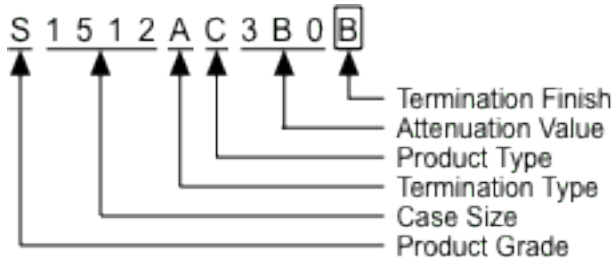 S 1 5 1 2 A C 3 B 0 B
Termination Finish
Attenuation Value
Product Type
Termination Type
Case Size
Product Grade